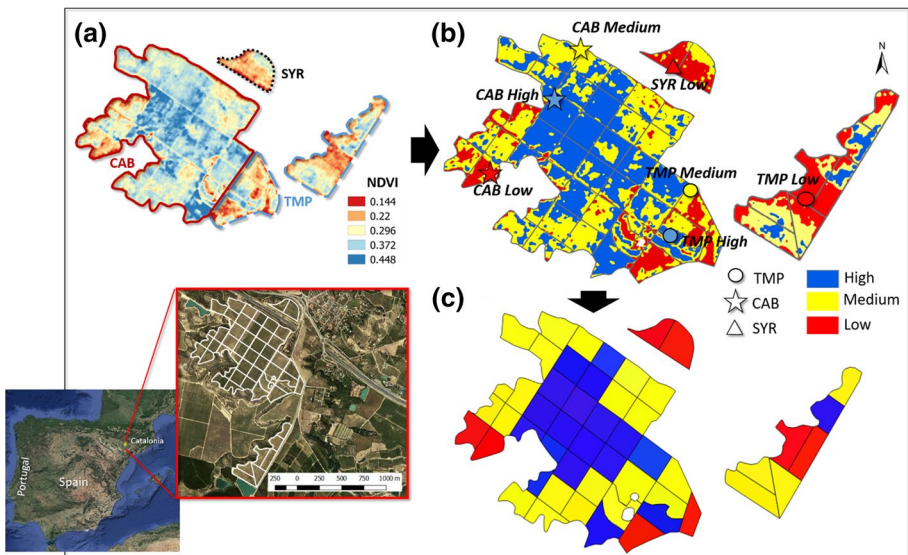 (a)
SYR
CAB
TMP
NDVI
0.144
0.22
0.296
0.372
0.448
(b)
CAB Medium
SYR Low
CAB High
CAB Low
TMP Medium
TMP Low
TMP High
N
TMP
CAB
SYR
High
Medium
Low
(c)
Portugal
Spain
Catalonia
250 0 250 500 750 1000 m